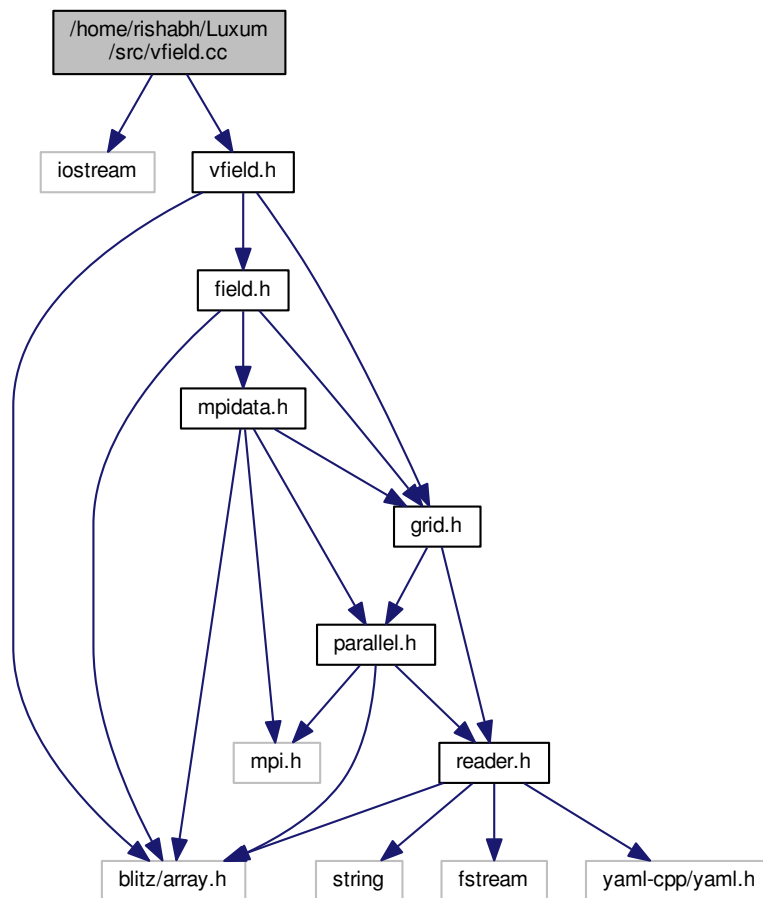 /home/rishabh/Luxum
/src/vfield.cc
iostream
vfield.h
field.h
mpidata.h
grid.h
parallel.h
mpi.h
reader.h
blitz/array.h
string
fstream
yaml-cpp/yaml.h